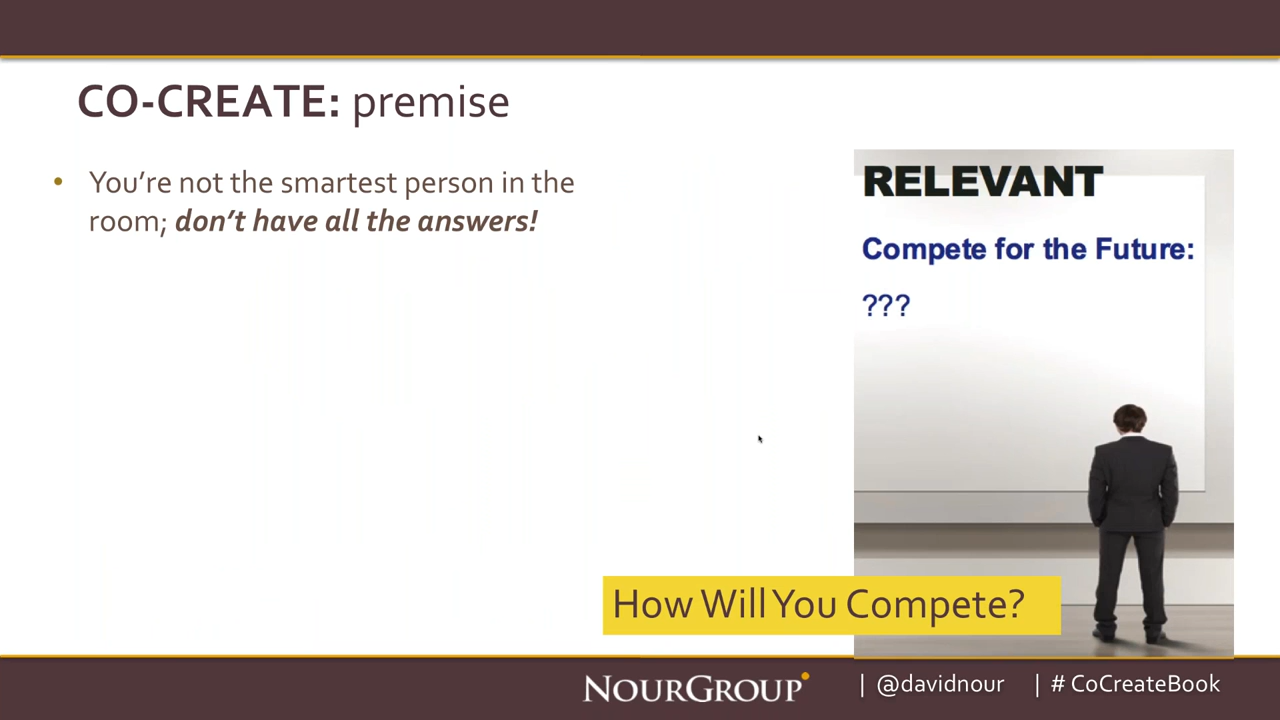 CO-CREATE: premise
• You’re not the smartest person in the
room; don’t have all the answers!
RELEVANT
Compete for the Future:
???
How Will You Compete?
NOURGROUP
| @davidnour | # CoCreateBook